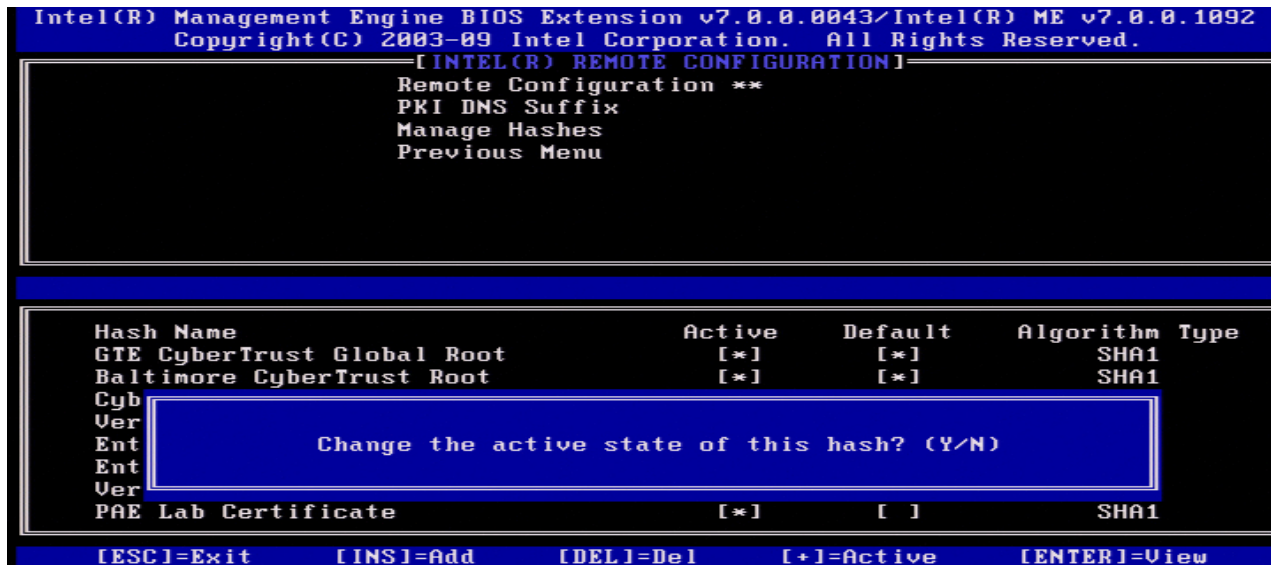 Intel(R) Management Engine BIOS Extension v7.0.0.0043/Intel(R) ME v7.0.0.1092
Copyright(C) 2003-09 Intel Corporation. All Rights Reserved.
[INTEL(R) REMOTE CONFIGURATION]
Remote Configuration **
PKI DNS Suffix
Manage Hashes
Previous Menu
Hash Name Active Default Algorithm Type
GTE CyberTrust Global Root [*] [*] SHA1
Baltimore CyberTrust Root [*] [*] SHA1
Cyb
Ver
Ent
Change the active state of this hash? (Y/N)
Ent
Ver
PAE Lab Certificate [*] [ ] SHA1
[ESC]=Exit [INS]=Add [DEL]=Del [+]=Active [ENTER]=View